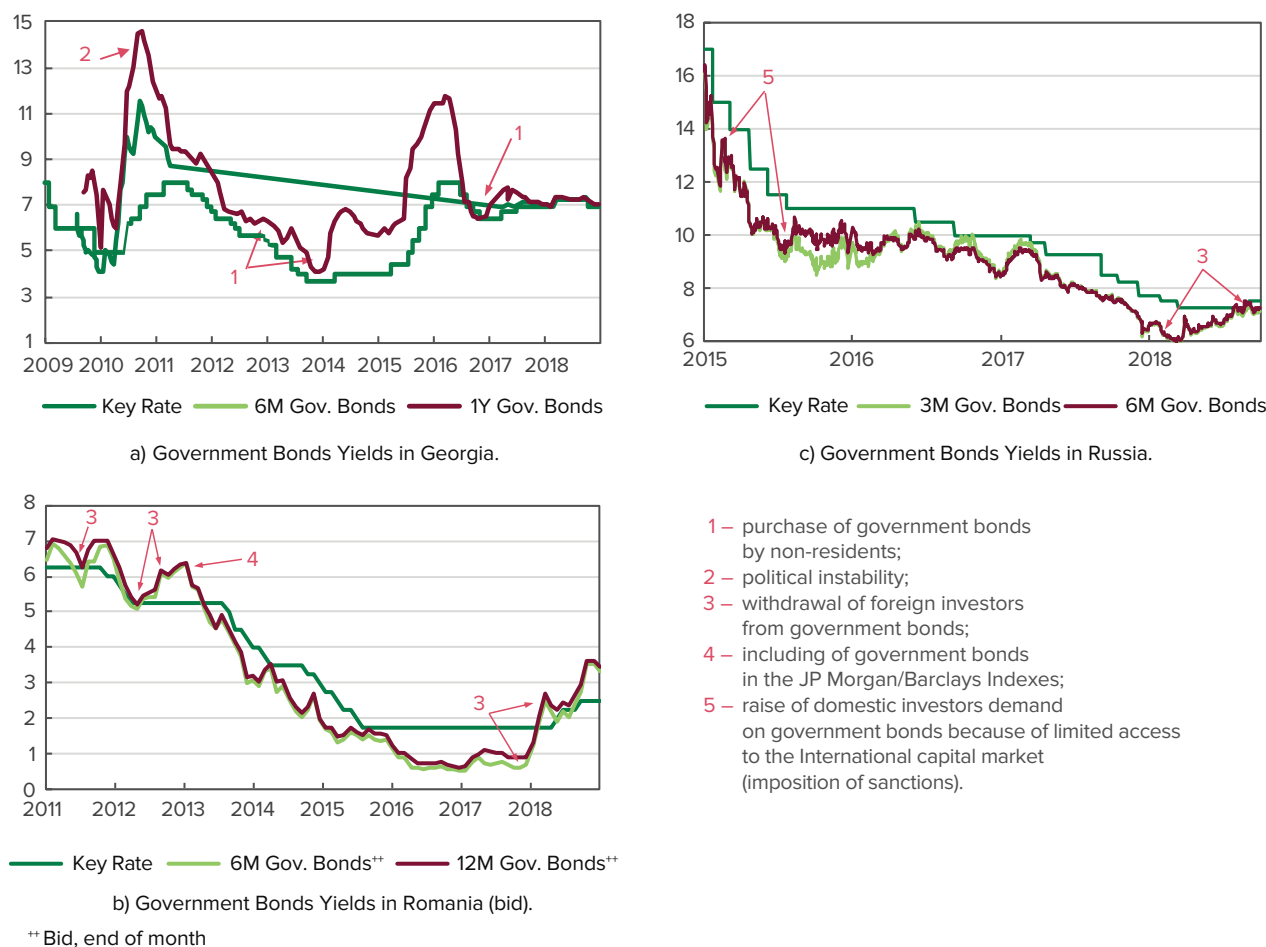 15
13
11
9
7
5
3
1
2
1
1
2009 2010 2011 2012 2013 2014 2015 2016 2017 2018
Key Rate 6M Gov. Bonds 1Y Gov. Bonds
a) Government Bonds Yields in Georgia.
18
16
14
12
10
8
6
5
3
2015 2016 2017 2018
Key Rate 3M Gov. Bonds 6M Gov. Bonds
c) Government Bonds Yields in Russia.
8
7
6
5
4
3
2
1
0
3
3
4
3
2011 2012 2013 2014 2015 2016 2017 2018
Key Rate 6M Gov. Bonds⁺⁺ 12M Gov. Bonds⁺⁺
b) Government Bonds Yields in Romania (bid).
⁺⁺ Bid, end of month
1 – purchase of government bonds
by non-residents;
2 – political instability;
3 – withdrawal of foreign investors
from government bonds;
4 – including of government bonds
in the JP Morgan/Barclays Indexes;
5 – raise of domestic investors demand
on government bonds because of limited access
to the International capital market
(imposition of sanctions).